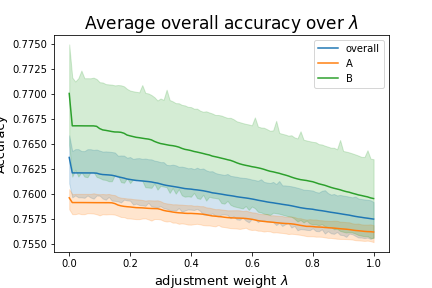 Average overall accuracy over λ
0.7750
0.7725
0.7700
0.7675
0.7650
0.7625
0.7600
0.7575
0.7550
Accuracy
overall
A
B
0.0 0.2 0.4 0.6 0.8 1.0
adjustment weight λ